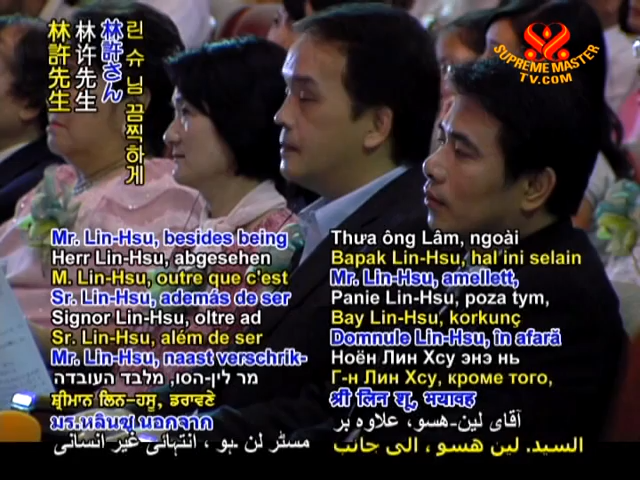 林許先生
林许先生
林許さん
린 슈 님 끔찍하게
SUPREME MASTER
TV.COM
Mr. Lin-Hsu, besides being
Herr Lin-Hsu, abgesehen
M. Lin-Hsu, outre que c'est
Sr. Lin-Hsu, además de ser
Signor Lin-Hsu, oltre ad
Sr. Lin-Hsu, além de ser
Mr. Lin-Hsu, naast verschrik-
מר לין-הסו, מלבד העובדה
ਸ਼੍ਰੀਮਾਨ ਲਿਨ-ਹਸੂ, ਡਰਾਵਣੇ
มร.หลินซู นอกจาก
مسٹر لن ہو ، انتہائی غیر انسانی
Thưa ông Lâm, ngoài
Bapak Lin-Hsu, hal ini selain
Mr. Lin-Hsu, amellett,
Panie Lin-Hsu, poza tym,
Bay Lin-Hsu, korkunç
Domnule Lin-Hsu, în afară
Ноён Лин Хсу энэ нь
Г-н Лин Хсу, кроме того,
श्री लिन शू, भयावह
آقای لین-هسو، علاوه بر
السيد. لين هسو ، الى جانب